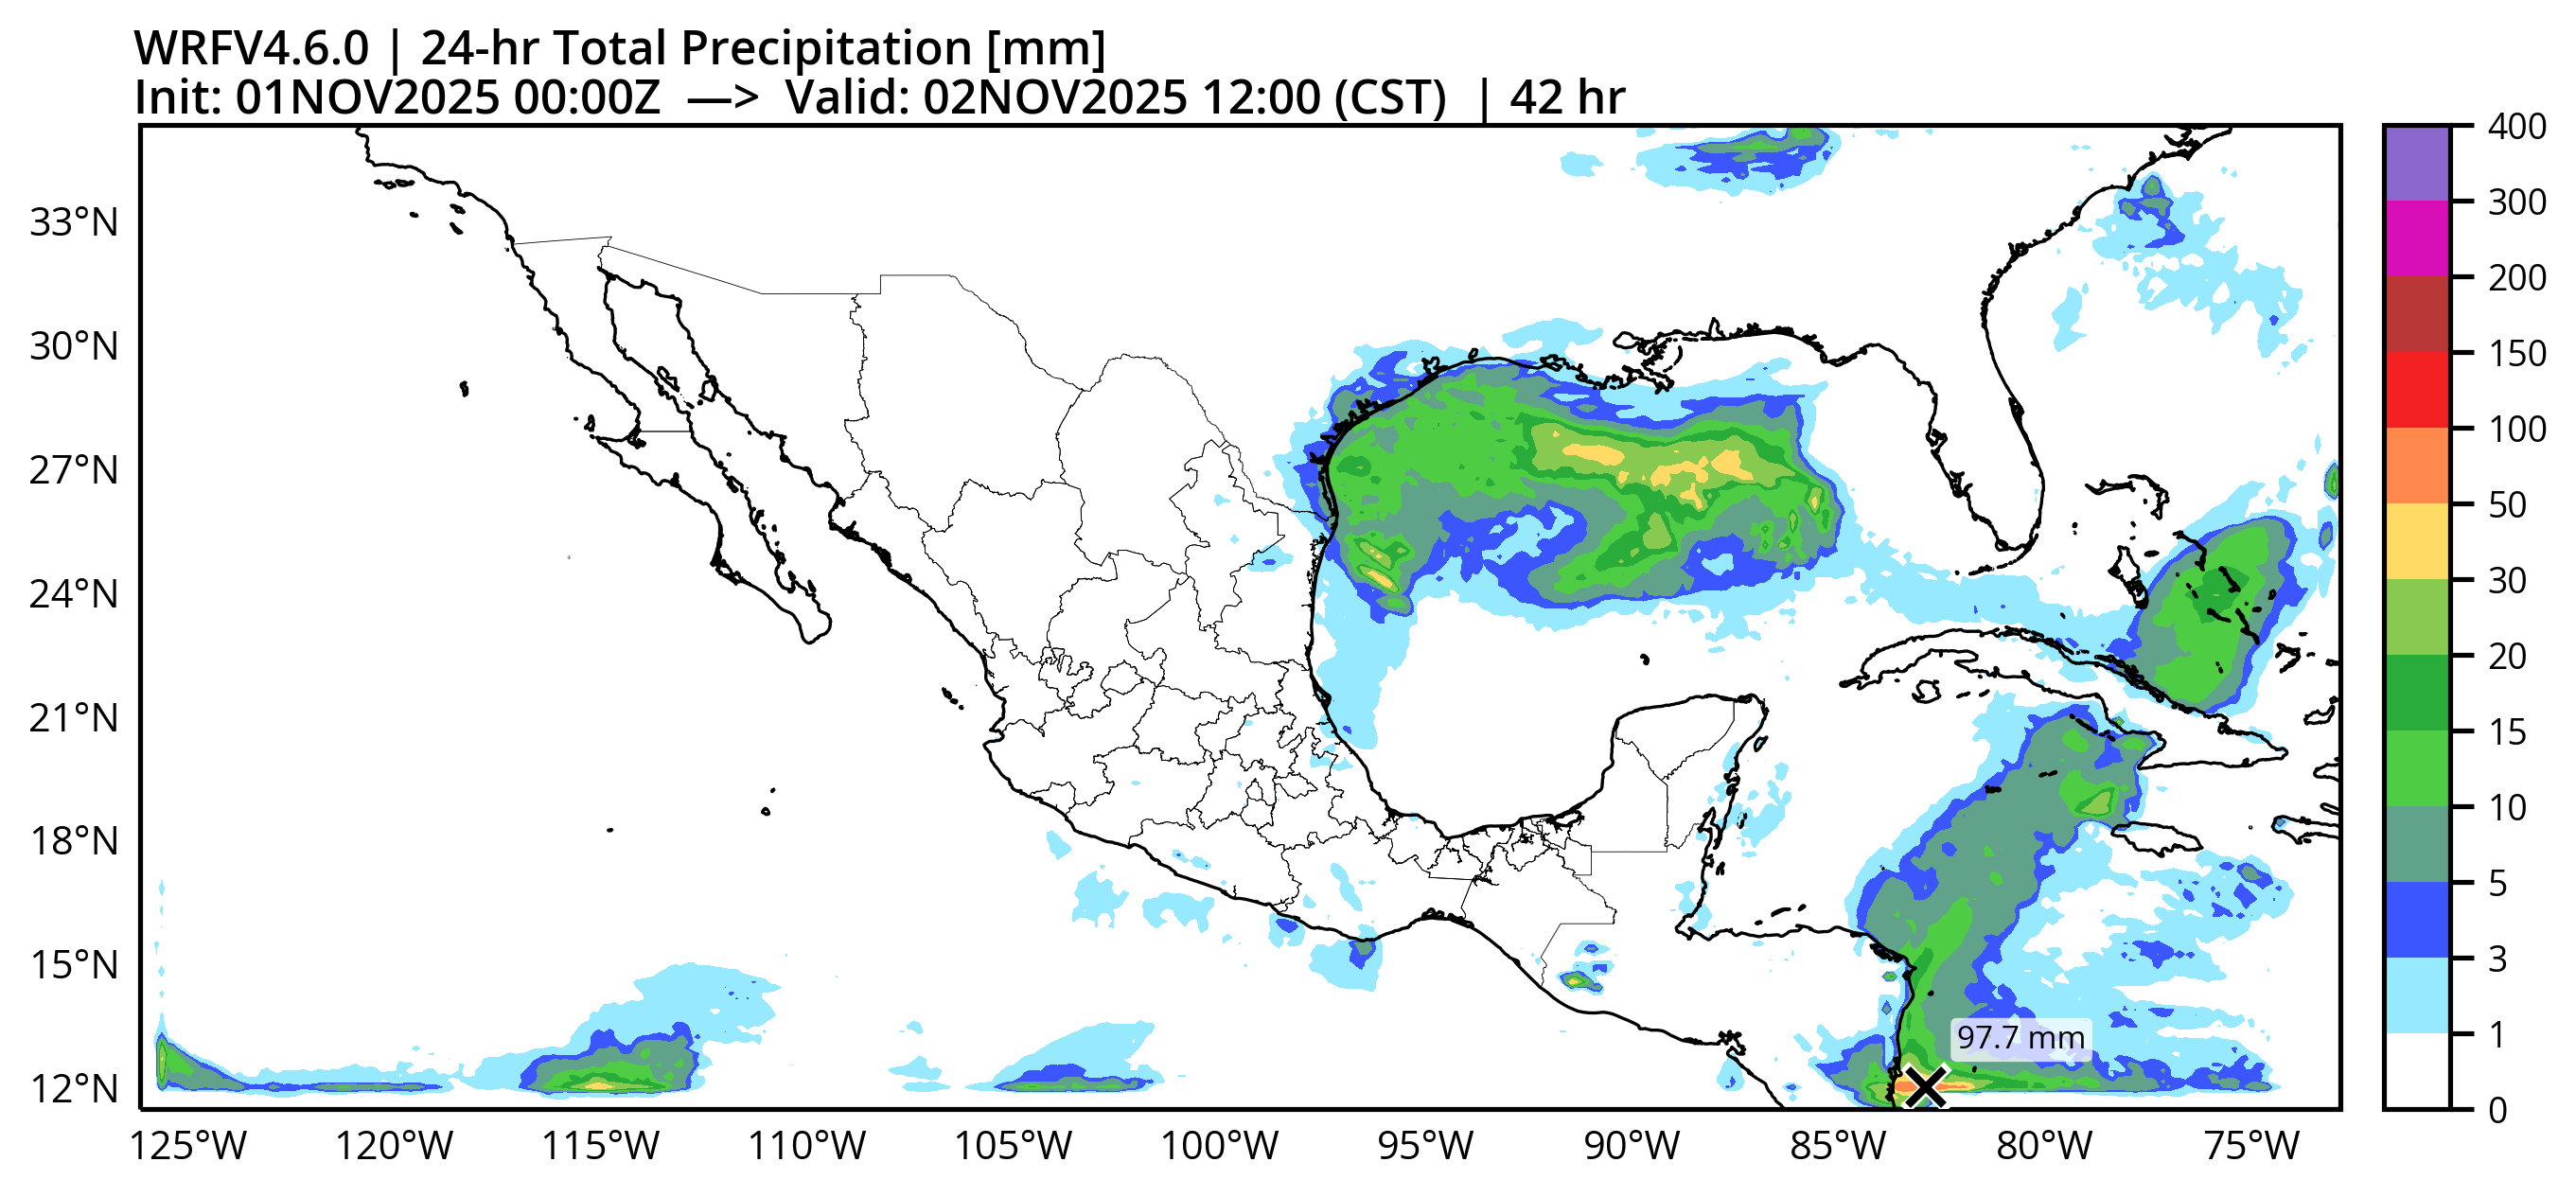 WRFV4.6.0 | 24-hr Total Precipitation [mm]
Init: 01NOV2025 00:00Z —> Valid: 02NOV2025 12:00 (CST) | 42 hr
33°N
30°N
27°N
24°N
21°N
18°N
15°N
12°N
125°W 120°W 115°W 110°W 105°W 100°W 95°W 90°W 85°W 80°W 75°W
97.7 mm
400
300
200
150
100
50
30
20
15
10
5
3
1
0